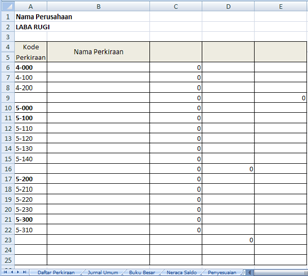 A B C D E
1 Nama Perusahaan
2 LABA RUGI
3
4 Kode Perkiraan Nama Perkiraan
5
6 4-000 0
7 4-100 0
8 4-200 0
9 0 0
10 5-000 0
11 5-100 0
12 5-110 0
13 5-120 0
14 5-130 0
15 5-140 0
16 0
17 5-200 0
18 5-210 0
19 5-220 0
20 5-230 0
21 5-300 0
22 5-310 0
23 0
24
25
Daftar Perkiraan Jurnal Umum Buku Besar Neraca Saldo Penyesuaian